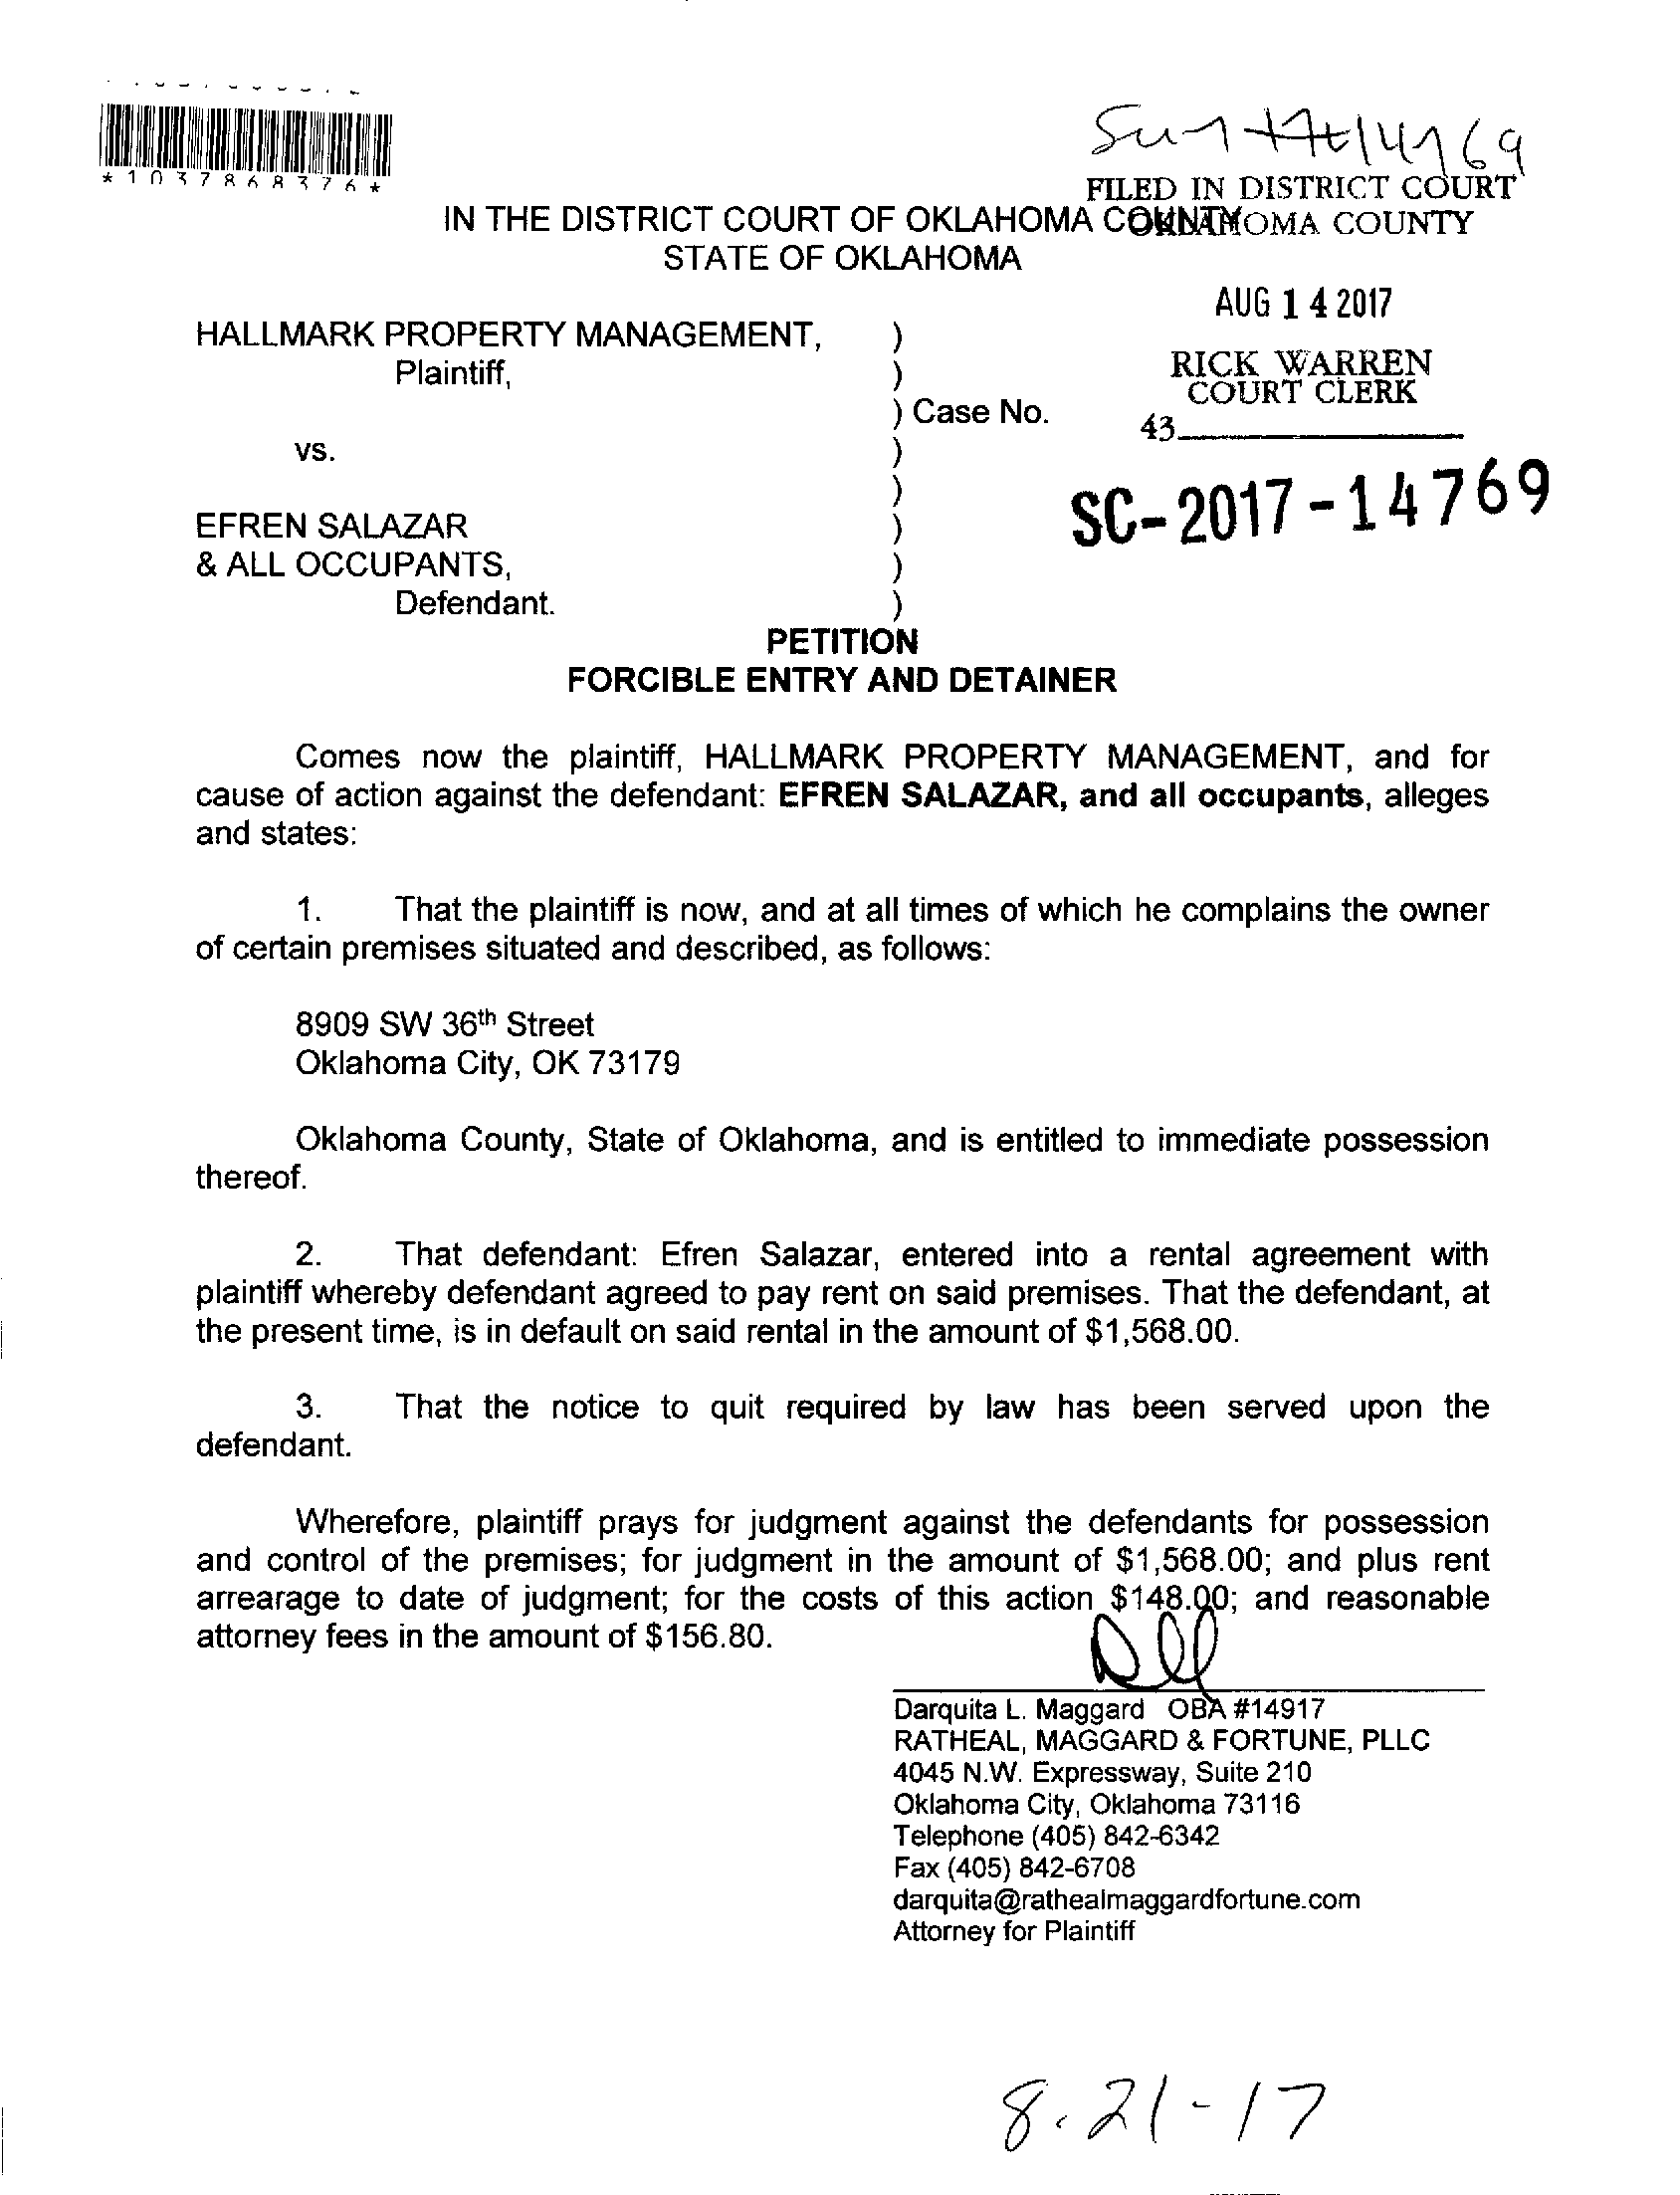 *1037868376*
FILED IN DISTRICT COURT
OKLAHOMA COUNTY
IN THE DISTRICT COURT OF OKLAHOMA COUNTY
STATE OF OKLAHOMA
AUG 14 2017
HALLMARK PROPERTY MANAGEMENT, )
Plaintiff, )
RICK WARREN
COURT CLERK
) Case No.
43
vs. )
)
SC-2017-14769
EFREN SALAZAR )
& ALL OCCUPANTS, )
Defendant. )
PETITION
FORCIBLE ENTRY AND DETAINER
Comes now the plaintiff, HALLMARK PROPERTY MANAGEMENT, and for
cause of action against the defendant: EFREN SALAZAR, and all occupants, alleges
and states:
1. That the plaintiff is now, and at all times of which he complains the owner
of certain premises situated and described, as follows:
8909 SW 36th Street
Oklahoma City, OK 73179
Oklahoma County, State of Oklahoma, and is entitled to immediate possession
thereof.
2. That defendant: Efren Salazar, entered into a rental agreement with
plaintiff whereby defendant agreed to pay rent on said premises. That the defendant, at
the present time, is in default on said rental in the amount of $1,568.00.
3. That the notice to quit required by law has been served upon the
defendant.
Wherefore, plaintiff prays for judgment against the defendants for possession
and control of the premises; for judgment in the amount of $1,568.00; and plus rent
arrearage to date of judgment; for the costs of this action $148.00; and reasonable
attorney fees in the amount of $156.80.
Darquita L. Maggard OBA #14917
RATHEAL, MAGGARD & FORTUNE, PLLC
4045 N.W. Expressway, Suite 210
Oklahoma City, Oklahoma 73116
Telephone (405) 842-6342
Fax (405) 842-6708
darquita@rathealmaggardfortune.com
Attorney for Plaintiff
8-21-17